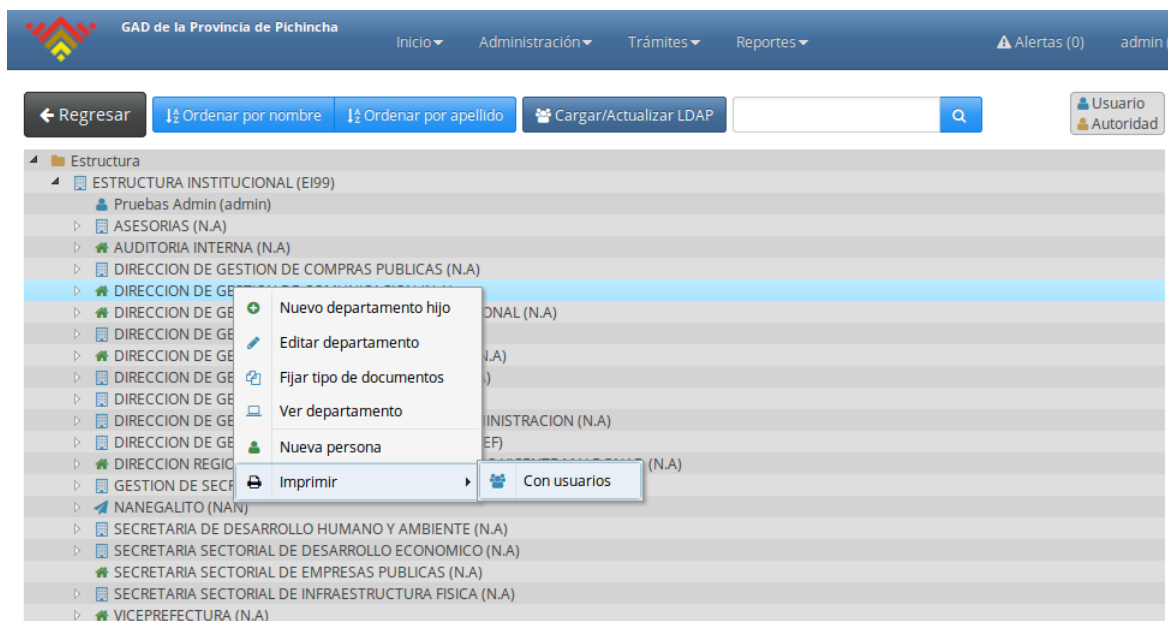 GAD de la Provincia de Pichincha
Inicio Administración Trámites Reportes Alertas (0) admin
Regresar Ordenar por nombre Ordenar por apellido Cargar/Actualizar LDAP
Usuario
Autoridad
Estructura
ESTRUCTURA INSTITUCIONAL (EI99)
Pruebas Admin (admin)
ASESORIAS (N.A)
AUDITORIA INTERNA (N.A)
DIRECCION DE GESTION DE COMPRAS PUBLICAS (N.A)
DIRECCION DE GESTION DE COMUNICACION (N.A)
Nuevo departamento hijo
DIRECCION DE GE ONAL (N.A)
DIRECCION DE GE
Editar departamento
DIRECCION DE GE N.A)
DIRECCION DE GE )
Fijar tipo de documentos
DIRECCION DE GE
Ver departamento
DIRECCION DE GE INISTRACION (N.A)
DIRECCION DE GE EF)
Nueva persona
DIRECCION REGIO (N.A)
GESTION DE SECR
Imprimir Con usuarios
NANEGALITO (NAN)
SECRETARIA DE DESARROLLO HUMANO Y AMBIENTE (N.A)
SECRETARIA SECTORIAL DE DESARROLLO ECONOMICO (N.A)
SECRETARIA SECTORIAL DE EMPRESAS PUBLICAS (N.A)
SECRETARIA SECTORIAL DE INFRAESTRUCTURA FISICA (N.A)
VICEPREFECTURA (N.A)